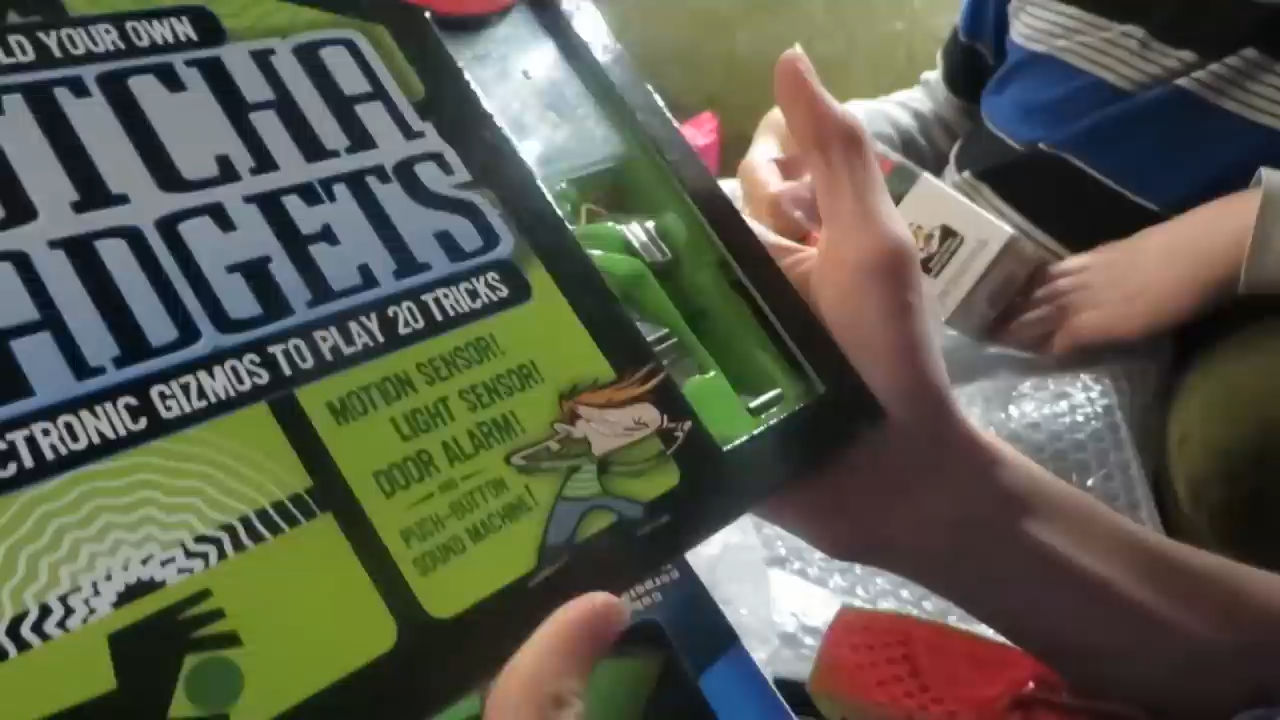 LD YOUR OWN
TCHA
ADGETS
CTRONIC GIZMOS TO PLAY 20 TRICKS
MOTION SENSOR!
LIGHT SENSOR!
DOOR ALARM!
AND
PUSH-BUTTON
SOUND MACHINE!